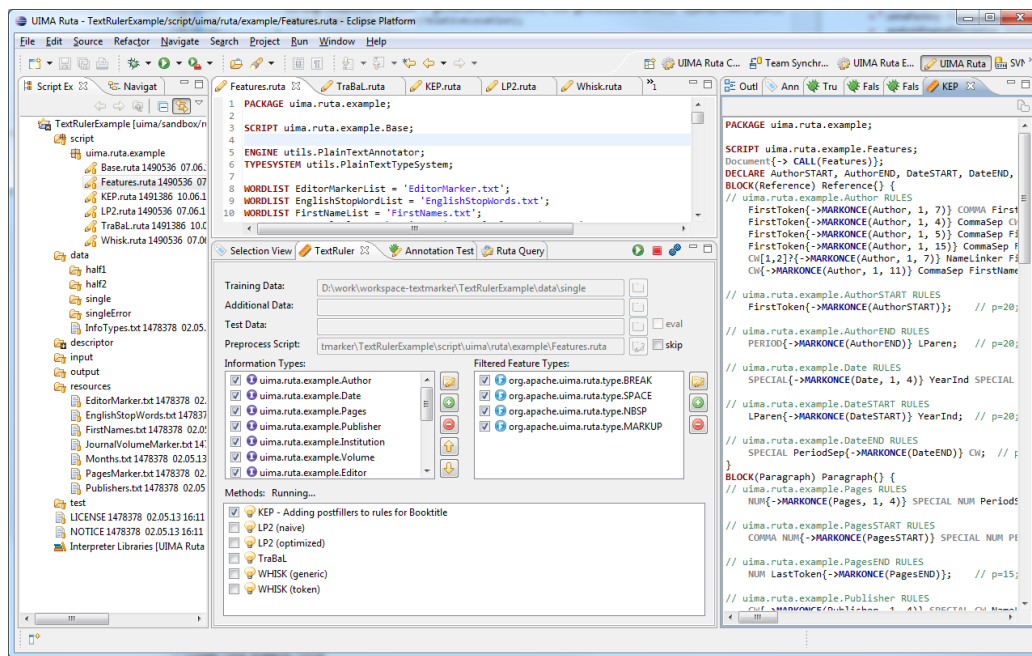 UIMA Ruta - TextRulerExample/script/uima/ruta/example/Features.ruta - Eclipse Platform
File Edit Source Refactor Navigate Search Project Run Window Help
UIMA Ruta C... Team Synchr... UIMA Ruta E... UIMA Ruta SVN
Script Ex Navigat
TextRulerExample [uima/sandbox/ru
script
uima.ruta.example
Base.ruta 1490536 07.06.
Features.ruta 1490536 07
KEP.ruta 1491386 10.06.1
LP2.ruta 1490536 07.06.1
TraBaL.ruta 1491386 10.0
Whisk.ruta 1490536 07.0
data
half1
half2
single
singleError
InfoTypes.txt 1478378 02.05.
descriptor
input
output
resources
EditorMarker.txt 1478378 02.
EnglishStopWords.txt 147837
FirstNames.txt 1478378 02.0
JournalVolumeMarker.txt 147
Months.txt 1478378 02.05.13
PagesMarker.txt 1478378 02.
Publishers.txt 1478378 02.05
test
LICENSE 1478378 02.05.13 16:11
NOTICE 1478378 02.05.13 16:11
Interpreter Libraries [UIMA Ruta
Features.ruta TraBaL.ruta KEP.ruta LP2.ruta Whisk.ruta »1
1 PACKAGE uima.ruta.example;
2
3 SCRIPT uima.ruta.example.Base;
4
5 ENGINE utils.PlainTextAnnotator;
6 TYPESYSTEM utils.PlainTextTypeSystem;
7
8 WORDLIST EditorMarkerList = 'EditorMarker.txt';
9 WORDLIST EnglishStopWordList = 'EnglishStopWords.txt';
10 WORDLIST FirstNameList = 'FirstNames.txt';
Selection View TextRuler Annotation Test Ruta Query
Training Data: D:\work\workspace-textmarker\TextRulerExample\data\single
Additional Data:
Test Data: eval
Preprocess Script: tmarker\TextRulerExample\script\uima\ruta\example\Features.ruta skip
Information Types:
uima.ruta.example.Author
uima.ruta.example.Date
uima.ruta.example.Pages
uima.ruta.example.Publisher
uima.ruta.example.Institution
uima.ruta.example.Volume
uima.ruta.example.Editor
Filtered Feature Types:
org.apache.uima.ruta.type.BREAK
org.apache.uima.ruta.type.SPACE
org.apache.uima.ruta.type.NBSP
org.apache.uima.ruta.type.MARKUP
Methods: Running...
KEP - Adding postfillers to rules for Booktitle
LP2 (naive)
LP2 (optimized)
TraBaL
WHISK (generic)
WHISK (token)
Outl Ann Tru Fals Fals KEP
PACKAGE uima.ruta.example;
SCRIPT uima.ruta.example.Features;
Document{-> CALL(Features)};
DECLARE AuthorSTART, AuthorEND, DateSTART, DateEND,
BLOCK(Reference) Reference{} {
// uima.ruta.example.Author RULES
FirstToken{->MARKONCE(Author, 1, 7)} COMMA First
FirstToken{->MARKONCE(Author, 1, 4)} CommaSep CW
FirstToken{->MARKONCE(Author, 1, 5)} CommaSep Fi
FirstToken{->MARKONCE(Author, 1, 15)} CommaSep F
CW[1,2]?{->MARKONCE(Author, 1, 7)} NameLinker Fi
CW{->MARKONCE(Author, 1, 11)} CommaSep FirstName
// uima.ruta.example.AuthorSTART RULES
FirstToken{->MARKONCE(AuthorSTART)}; // p=20;
// uima.ruta.example.AuthorEND RULES
PERIOD{->MARKONCE(AuthorEND)} LParen; // p=20;
// uima.ruta.example.Date RULES
SPECIAL{->MARKONCE(Date, 1, 4)} YearInd SPECIAL
// uima.ruta.example.DateSTART RULES
LParen{->MARKONCE(DateSTART)} YearInd; // p=20;
// uima.ruta.example.DateEND RULES
SPECIAL PeriodSep{->MARKONCE(DateEND)} CW; // p
}
BLOCK(Paragraph) Paragraph{} {
// uima.ruta.example.Pages RULES
NUM{->MARKONCE(Pages, 1, 4)} SPECIAL NUM PeriodS
// uima.ruta.example.PagesSTART RULES
COMMA NUM{->MARKONCE(PagesSTART)} SPECIAL NUM PE
// uima.ruta.example.PagesEND RULES
NUM LastToken{->MARKONCE(PagesEND)}; // p=15;
// uima.ruta.example.Publisher RULES